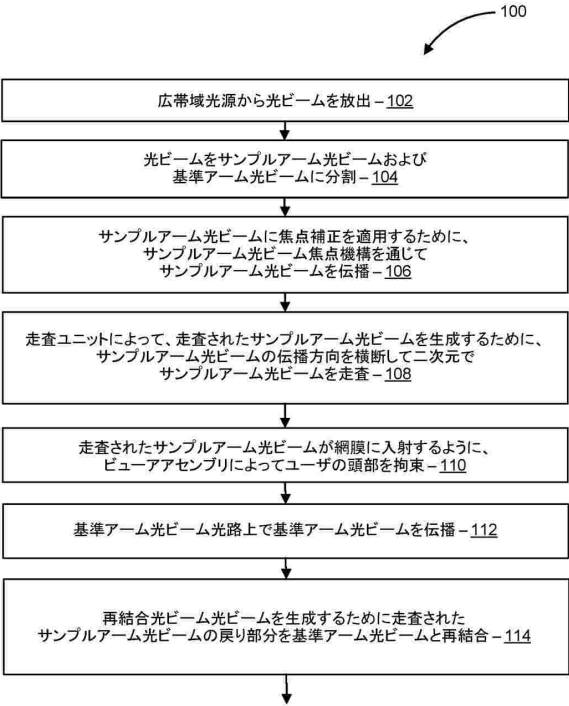 100
広帯域光源から光ビームを放出 – 102
光ビームをサンプルアーム光ビームおよび
基準アーム光ビームに分割 – 104
サンプルアーム光ビームに焦点補正を適用するために、
サンプルアーム光ビーム焦点機構を通じて
サンプルアーム光ビームを伝播 – 106
走査ユニットによって、走査されたサンプルアーム光ビームを生成するために、
サンプルアーム光ビームの伝播方向を横断して二次元で
サンプルアーム光ビームを走査 – 108
走査されたサンプルアーム光ビームが網膜に入射するように、
ビューアアセンブリによってユーザの頭部を拘束 – 110
基準アーム光ビーム光路上で基準アーム光ビームを伝播 – 112
再結合光ビーム光ビームを生成するために走査された
サンプルアーム光ビームの戻り部分を基準アーム光ビームと再結合 – 114